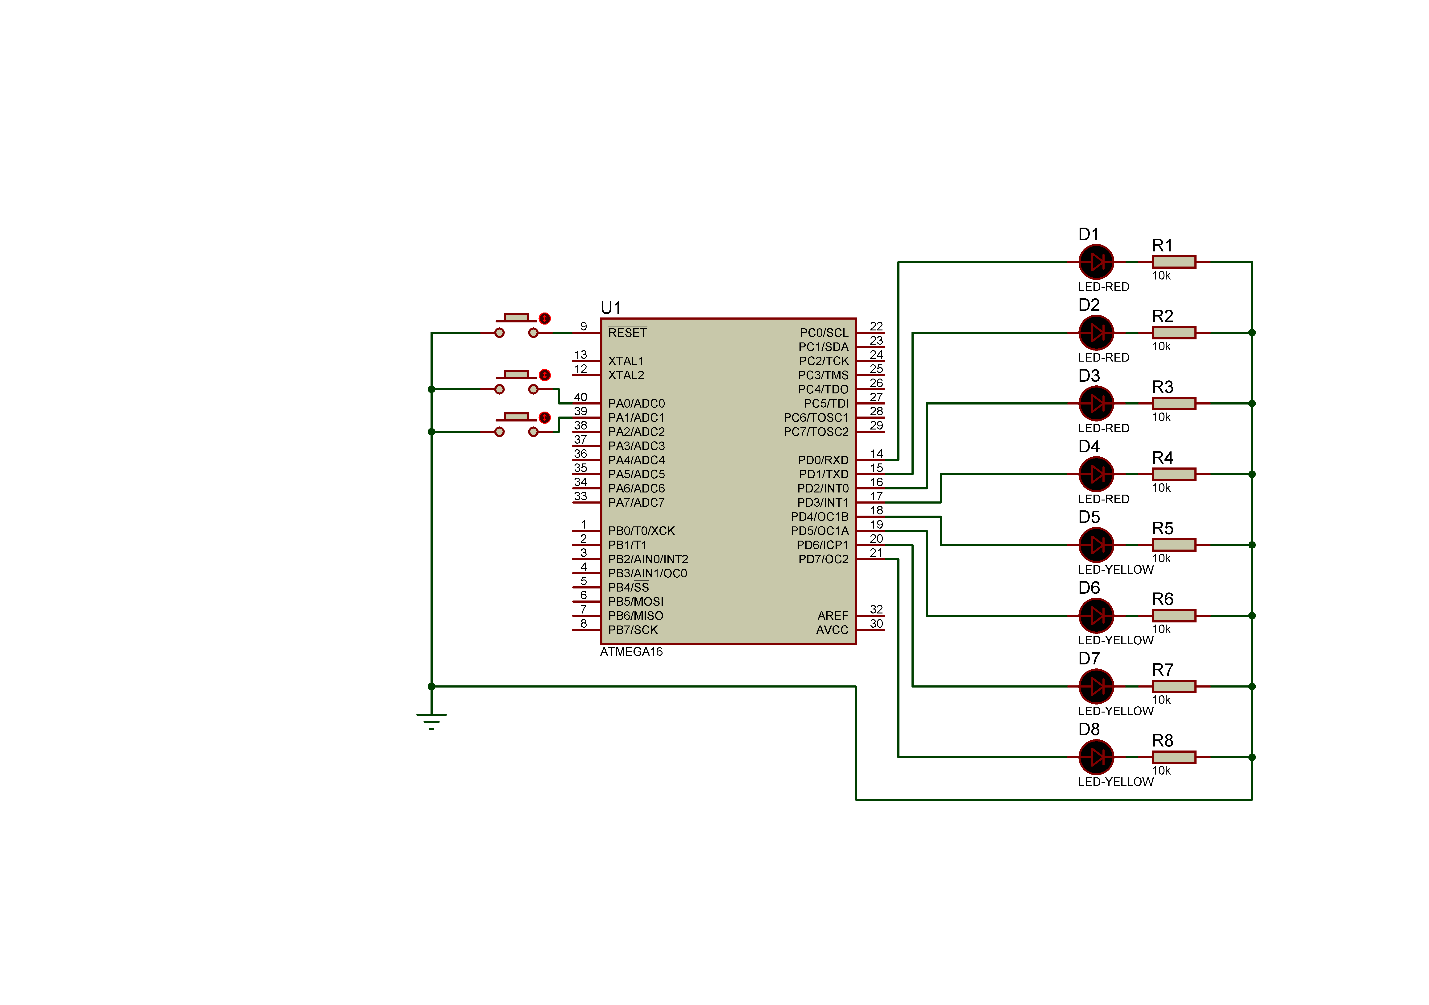 U1
9 RESET
13 XTAL1
12 XTAL2
40 PA0/ADC0
39 PA1/ADC1
38 PA2/ADC2
37 PA3/ADC3
36 PA4/ADC4
35 PA5/ADC5
34 PA6/ADC6
33 PA7/ADC7
1 PB0/T0/XCK
2 PB1/T1
3 PB2/AIN0/INT2
4 PB3/AIN1/OC0
5 PB4/SS
6 PB5/MOSI
7 PB6/MISO
8 PB7/SCK
PC0/SCL 22
PC1/SDA 23
PC2/TCK 24
PC3/TMS 25
PC4/TDO 26
PC5/TDI 27
PC6/TOSC1 28
PC7/TOSC2 29
PD0/RXD 14
PD1/TXD 15
PD2/INT0 16
PD3/INT1 17
PD4/OC1B 18
PD5/OC1A 19
PD6/ICP1 20
PD7/OC2 21
AREF 32
AVCC 30
ATMEGA16
D1
LED-RED
R1
10k
D2
LED-RED
R2
10k
D3
LED-RED
R3
10k
D4
LED-RED
R4
10k
D5
LED-YELLOW
R5
10k
D6
LED-YELLOW
R6
10k
D7
LED-YELLOW
R7
10k
D8
LED-YELLOW
R8
10k